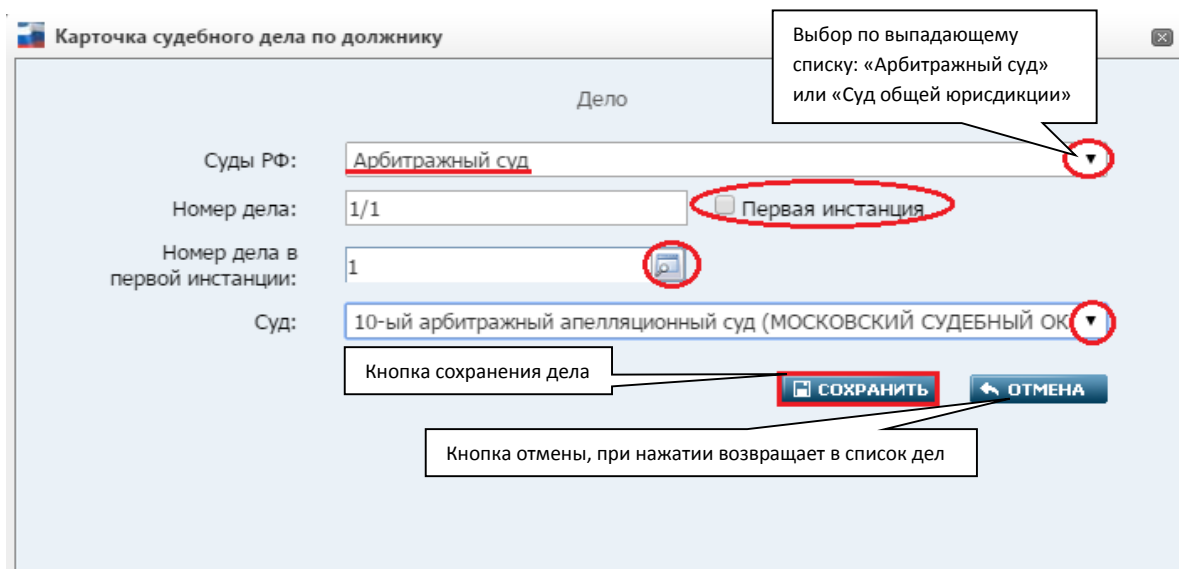 Карточка судебного дела по должнику
Выбор по выпадающему
списку: «Арбитражный суд»
или «Суд общей юрисдикции»
Дело
Суды РФ: Арбитражный суд
Номер дела: 1/1 Первая инстанция
Номер дела в
первой инстанции: 1
Суд: 10-ый арбитражный апелляционный суд (МОСКОВСКИЙ СУДЕБНЫЙ ОК
Кнопка сохранения дела
СОХРАНИТЬ ОТМЕНА
Кнопка отмены, при нажатии возвращает в список дел